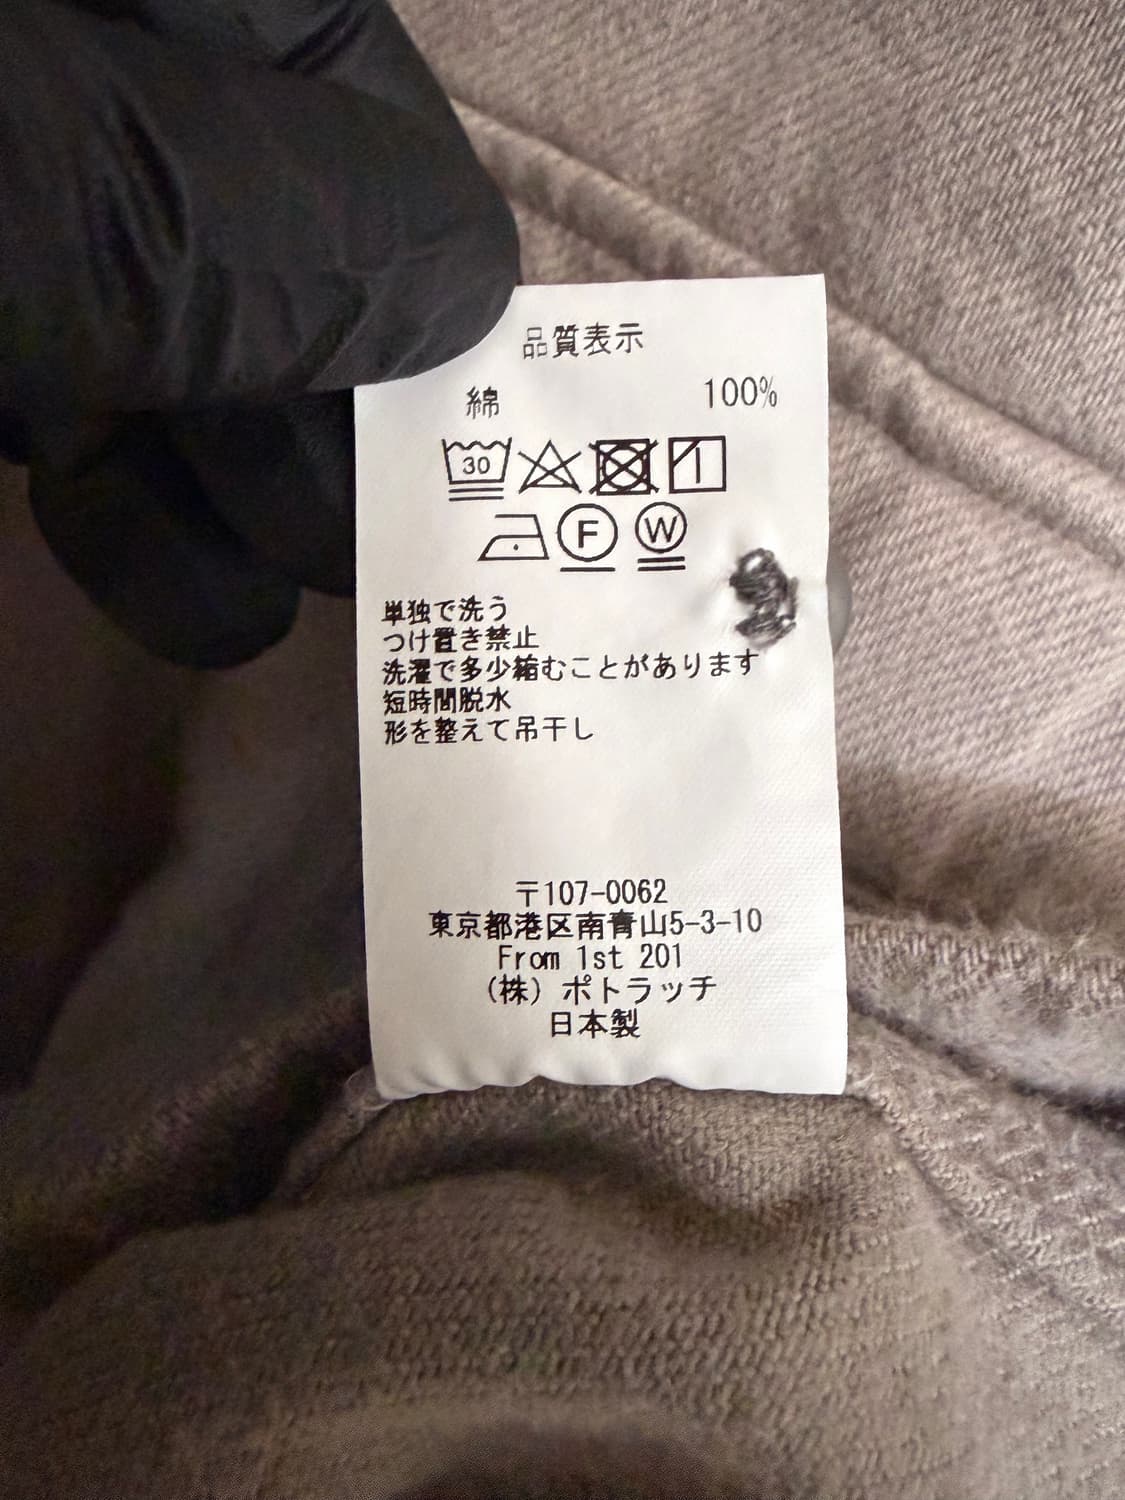 品質表示
綿 100%
30
F W
単独で洗う
つけ置き禁止
洗濯で多少縮むことがあります
短時間脱水
形を整えて吊干し
〒107-0062
東京都港区南青山5-3-10
From 1st 201
(株) ポトラッチ
日本製